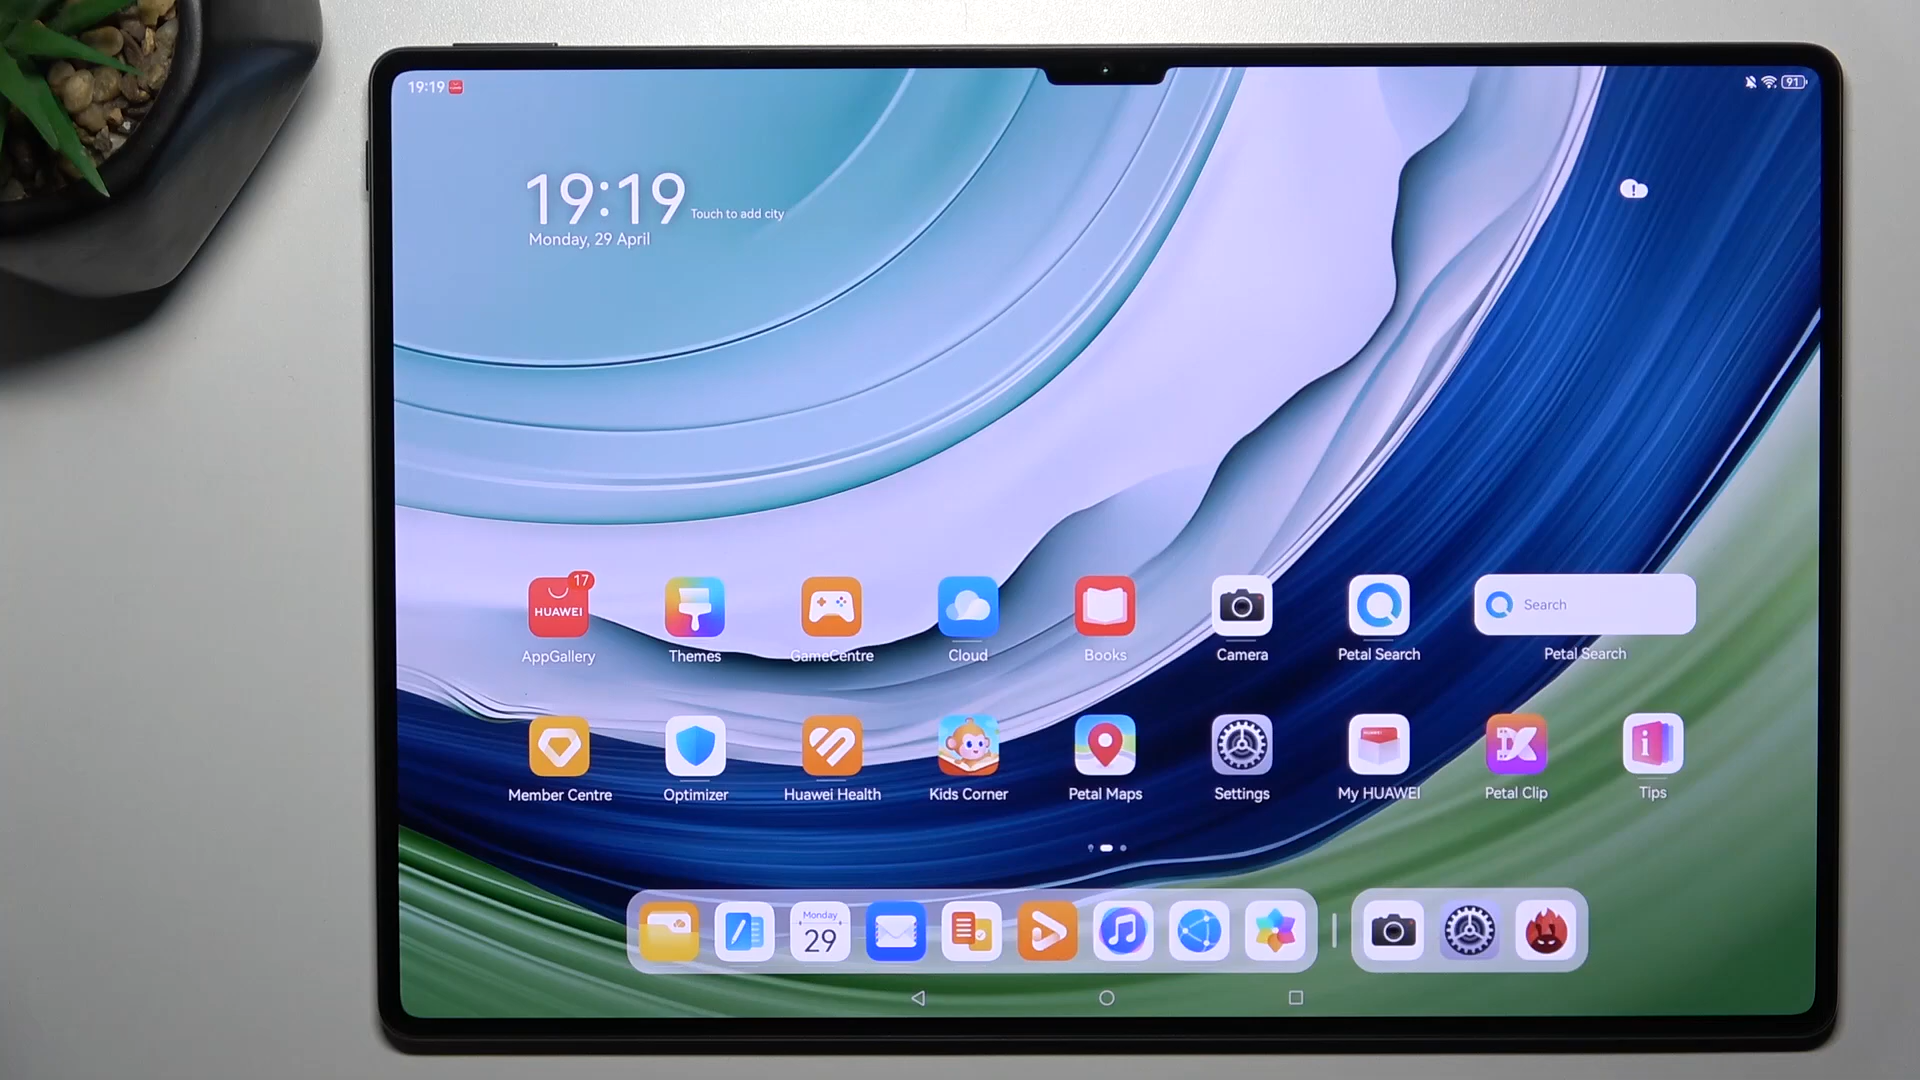 19:19
91
19:19 Touch to add city
Monday, 29 April
17
HUAWEI
Search
AppGallery
Themes
GameCentre
Cloud
Books
Camera
Petal Search
Petal Search
HUAWEI
Member Centre
Optimizer
Huawei Health
Kids Corner
Petal Maps
Settings
My HUAWEI
Petal Clip
Tips
Monday
29